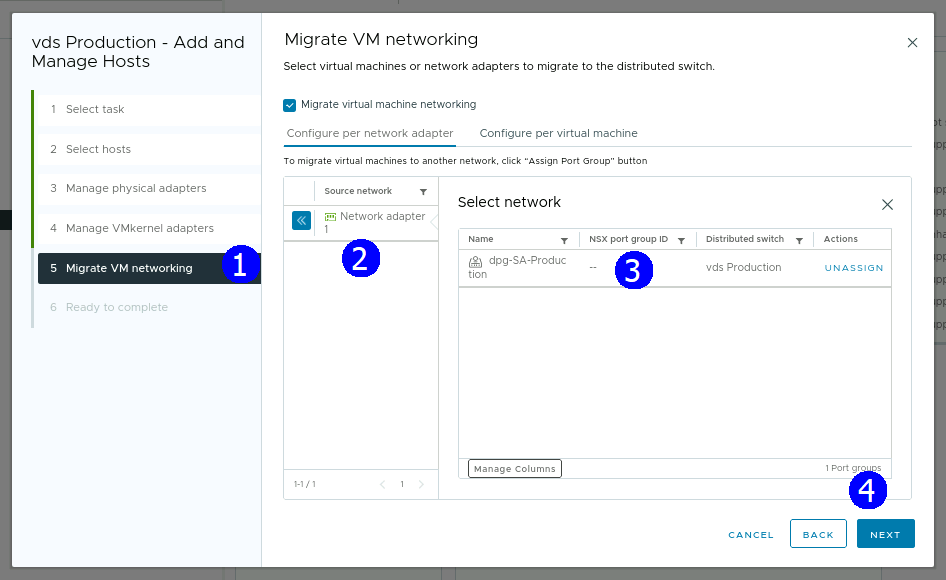 vds Production - Add and
Manage Hosts
1 Select task
2 Select hosts
3 Manage physical adapters
4 Manage VMkernel adapters
5 Migrate VM networking
1
6 Ready to complete
Migrate VM networking
Select virtual machines or network adapters to migrate to the distributed switch.
Migrate virtual machine networking
Configure per network adapter Configure per virtual machine
To migrate virtual machines to another network, click “Assign Port Group” button
Source network
Network adapter
1
2
1-1 / 1
1
Select network
Name NSX port group ID Distributed switch Actions
dpg-SA-Produc
tion
-- vds Production UNASSIGN
3
Manage Columns 1 Port groups
4
CANCEL BACK NEXT